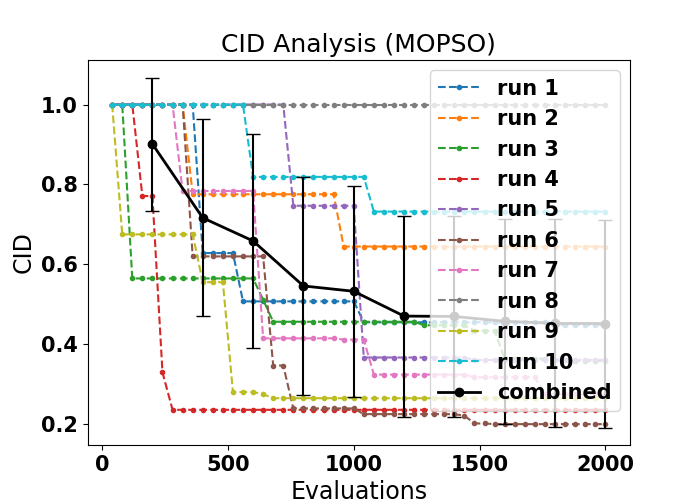 CID Analysis (MOPSO)
CID
1.0
0.8
0.6
0.4
0.2
run 1
run 2
run 3
run 4
run 5
run 6
run 7
run 8
run 9
run 10
combined
0
500
1000
1500
2000
Evaluations